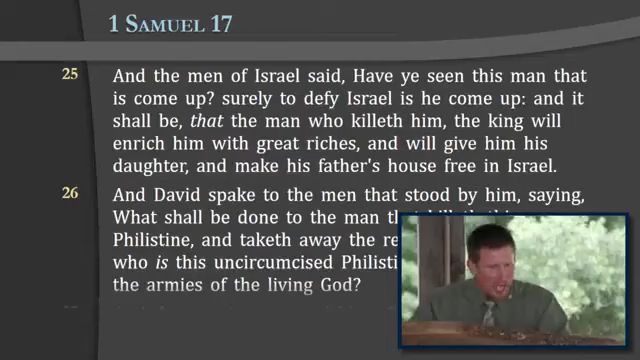 1 SAMUEL 17
25 And the men of Israel said, Have ye seen this man that
is come up? surely to defy Israel is he come up: and it
shall be, that the man who killeth him, the king will
enrich him with great riches, and will give him his
daughter, and make his father's house free in Israel.
26 And David spake to the men that stood by him, saying,
What shall be done to the man
Philistine, and taketh away the
who is this uncircumcised
the armies of the living God?